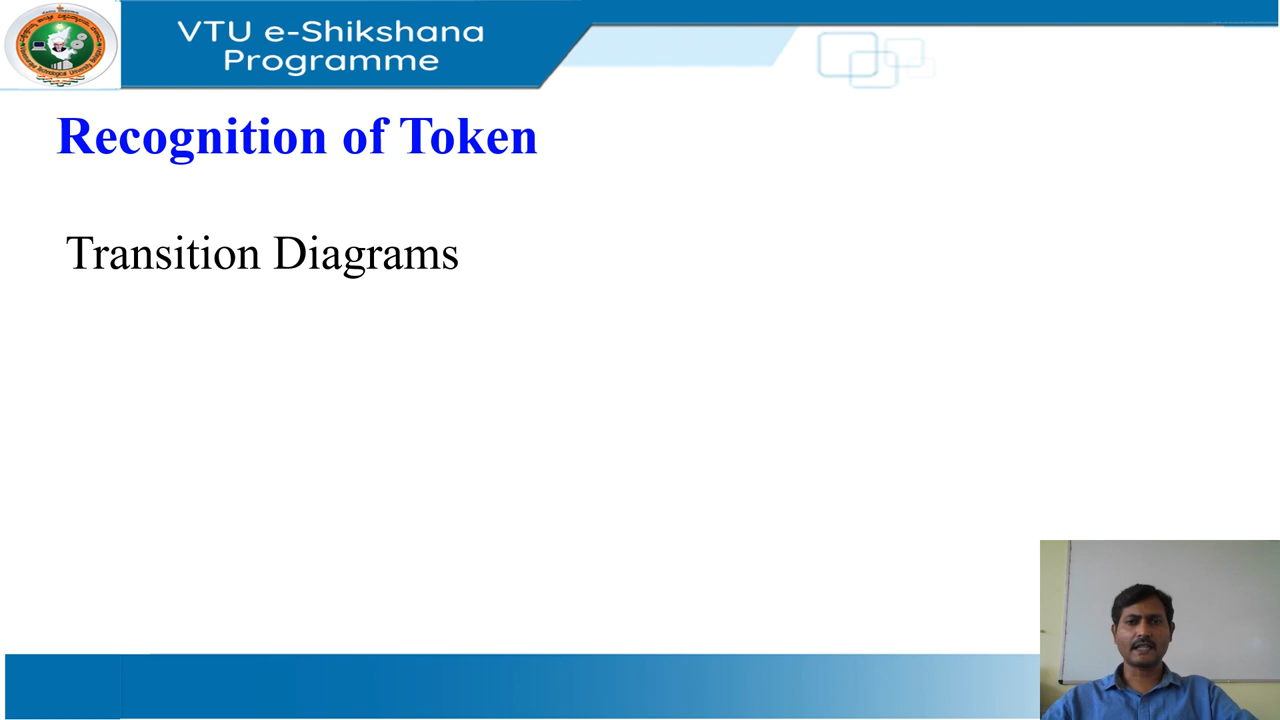 VTU e-Shikshana
Programme
Recognition of Token
Transition Diagrams